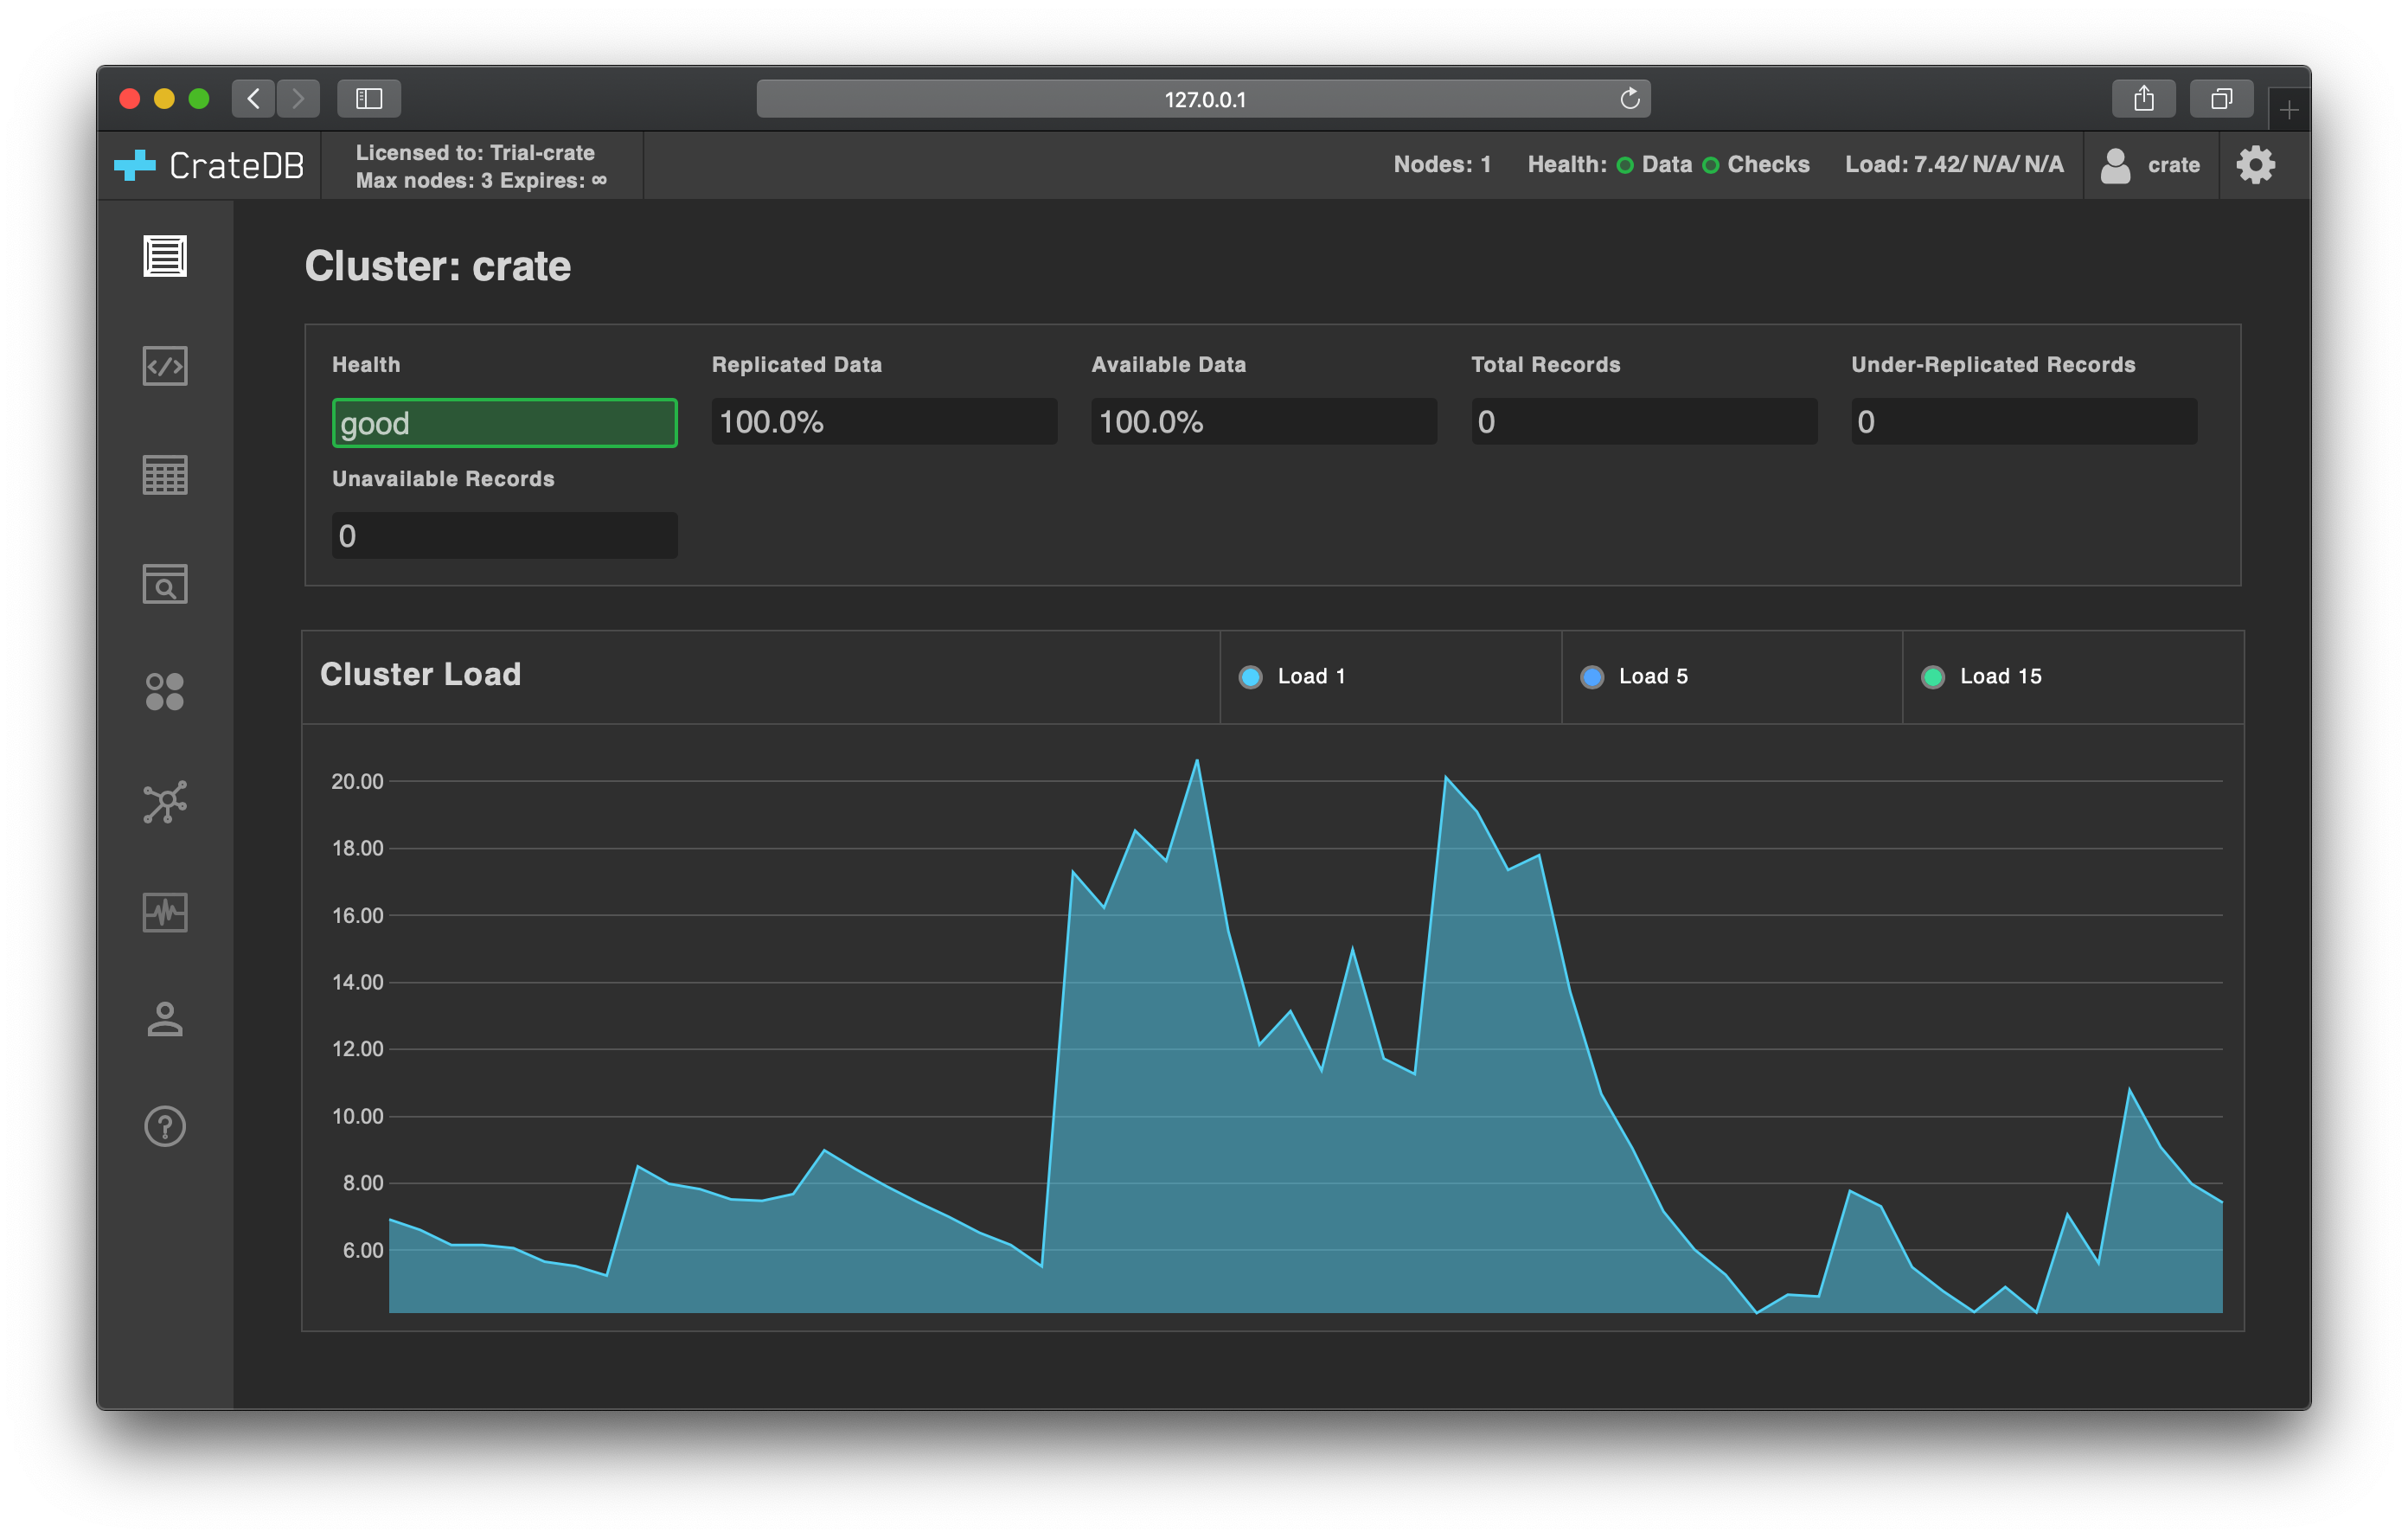 127.0.0.1
CrateDB
Licensed to: Trial-crate
Max nodes: 3 Expires: ∞
Nodes: 1 Health: Data Checks Load: 7.42/ N/A/ N/A
crate
Cluster: crate
Health Replicated Data Available Data Total Records Under-Replicated Records
good 100.0% 100.0% 0 0
Unavailable Records
0
Cluster Load Load 1 Load 5 Load 15
20.00
18.00
16.00
14.00
12.00
10.00
8.00
6.00